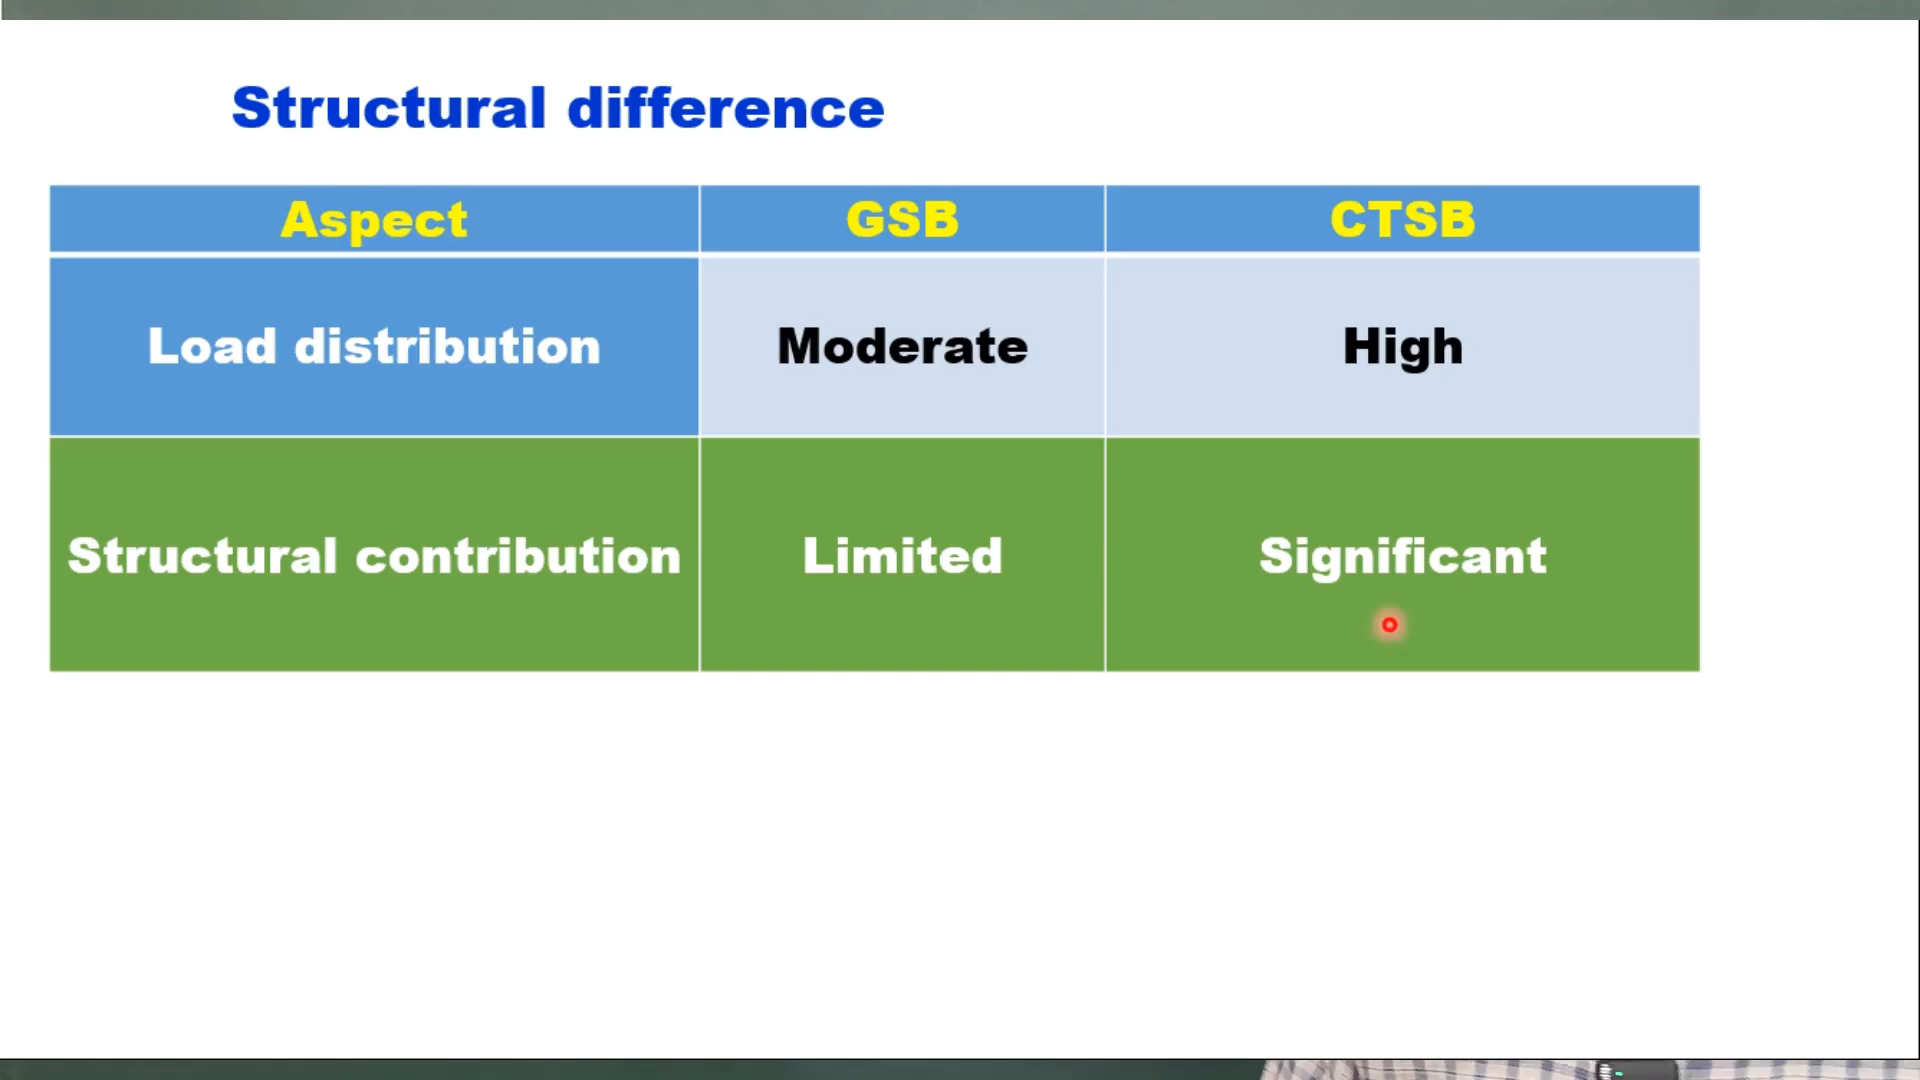 Structural difference
Aspect GSB CTSB
Load distribution Moderate High
Structural contribution Limited Significant